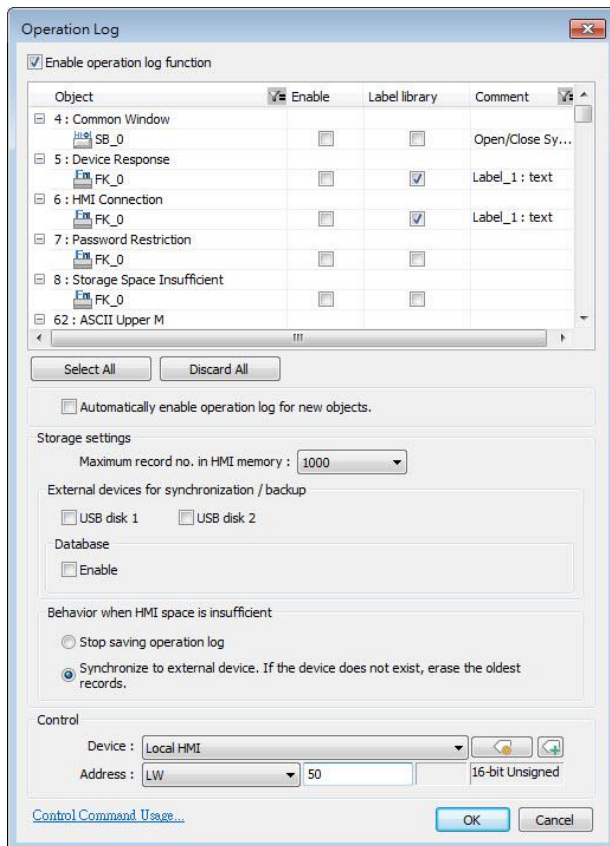 Operation Log
Enable operation log function
Object Enable Label library Comment
4 : Common Window
SB_0 Open/Close Sy...
5 : Device Response
FK_0 Label_1 : text
6 : HMI Connection
FK_0 Label_1 : text
7 : Password Restriction
FK_0
8 : Storage Space Insufficient
FK_0
62 : ASCII Upper M
Select All Discard All
Automatically enable operation log for new objects.
Storage settings
Maximum record no. in HMI memory : 1000
External devices for synchronization / backup
USB disk 1 USB disk 2
Database
Enable
Behavior when HMI space is insufficient
Stop saving operation log
Synchronize to external device. If the device does not exist, erase the oldest
records.
Control
Device : Local HMI
Address : LW 50 16-bit Unsigned
Control Command Usage... OK Cancel